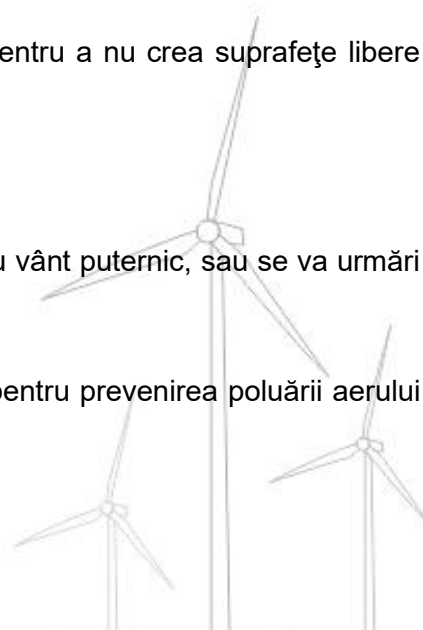 entru a nu crea suprafeţe libere
u vânt puternic, sau se va urmări
pentru prevenirea poluării aerului